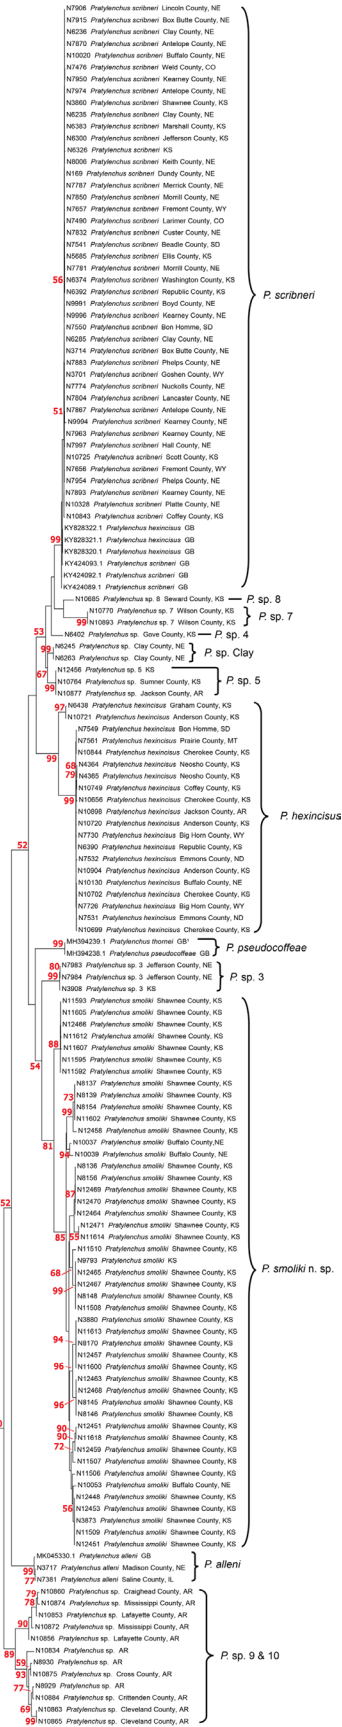 N7906 Pratylenchus scribneri Lincoln County, NE
N7915 Pratylenchus scribneri Box Butte County, NE
N6236 Pratylenchus scribneri Clay County, NE
N7870 Pratylenchus scribneri Antelope County, NE
N10020 Pratylenchus scribneri Buffalo County, NE
N7476 Pratylenchus scribneri Weld County, CO
N7950 Pratylenchus scribneri Kearney County, NE
N7974 Pratylenchus scribneri Antelope County, NE
N3860 Pratylenchus scribneri Shawnee County, KS
N6235 Pratylenchus scribneri Clay County, NE
N6383 Pratylenchus scribneri Marshall County, KS
N6300 Pratylenchus scribneri Jefferson County, KS
N6326 Pratylenchus scribneri KS
N8006 Pratylenchus scribneri Keith County, NE
N169 Pratylenchus scribneri Dundy County, NE
N7787 Pratylenchus scribneri Merrick County, NE
N7850 Pratylenchus scribneri Morrill County, NE
N7657 Pratylenchus scribneri Fremont County, WY
N7490 Pratylenchus scribneri Larimer County, CO
N7832 Pratylenchus scribneri Custer County, NE
N7541 Pratylenchus scribneri Beadle County, SD
N5685 Pratylenchus scribneri Ellis County, KS
N7781 Pratylenchus scribneri Morrill County, NE
56 N6374 Pratylenchus scribneri Washington County, KS
N6392 Pratylenchus scribneri Republic County, KS
P. scribneri
N9991 Pratylenchus scribneri Boyd County, NE
N9996 Pratylenchus scribneri Kearney County, NE
N7550 Pratylenchus scribneri Bon Homme, SD
N6285 Pratylenchus scribneri Clay County, NE
N3714 Pratylenchus scribneri Box Butte County, NE
N7883 Pratylenchus scribneri Phelps County, NE
N3701 Pratylenchus scribneri Goshen County, WY
N7774 Pratylenchus scribneri Nuckolls County, NE
N7804 Pratylenchus scribneri Lancaster County, NE
51 N7867 Pratylenchus scribneri Antelope County, NE
N9994 Pratylenchus scribneri Kearney County, NE
N7963 Pratylenchus scribneri Kearney County, NE
N7997 Pratylenchus scribneri Hall County, NE
N10725 Pratylenchus scribneri Scott County, KS
N7656 Pratylenchus scribneri Fremont County, WY
N7954 Pratylenchus scribneri Phelps County, NE
N7893 Pratylenchus scribneri Kearney County, NE
N10328 Pratylenchus scribneri Platte County, NE
N10843 Pratylenchus scribneri Coffey County, KS
KY828322.1 Pratylenchus hexincisus GB
99 KY828321.1 Pratylenchus hexincisus GB
KY828320.1 Pratylenchus hexincisus GB
KY424093.1 Pratylenchus scribneri GB
KY424092.1 Pratylenchus scribneri GB
KY424089.1 Pratylenchus scribneri GB
N10685 Pratylenchus sp. 8 Seward County, KS P. sp. 8
N10770 Pratylenchus sp. 7 Wilson County, KS
P. sp. 7
99 N10893 Pratylenchus sp. 7 Wilson County, KS
53 N6402 Pratylenchus sp. Gove County, KS P. sp. 4
99 N6245 Pratylenchus sp. Clay County, NE
P. sp. Clay
N6263 Pratylenchus sp. Clay County, NE
67 N12456 Pratylenchus sp. 5 KS
N10764 Pratylenchus sp. Sumner County, KS P. sp. 5
99 N10877 Pratylenchus sp. Jackson County, AR
97 N6438 Pratylenchus hexincisus Graham County, KS
N10721 Pratylenchus hexincisus Anderson County, KS
N7549 Pratylenchus hexincisus Bon Homme, SD
N7561 Pratylenchus hexincisus Prairie County, MT
99 N10844 Pratylenchus hexincisus Cherokee County, KS
68 N4364 Pratylenchus hexincisus Neosho County, KS
79 N4365 Pratylenchus hexincisus Neosho County, KS
N10749 Pratylenchus hexincisus Coffey County, KS
99 N10656 Pratylenchus hexincisus Cherokee County, KS
N10898 Pratylenchus hexincisus Jackson County, AR
P. hexincisus
N10720 Pratylenchus hexincisus Anderson County, KS
N7730 Pratylenchus hexincisus Big Horn County, WY
52 N6390 Pratylenchus hexincisus Republic County, KS
N7532 Pratylenchus hexincisus Emmons County, ND
N10904 Pratylenchus hexincisus Anderson County, KS
N10130 Pratylenchus hexincisus Buffalo County, NE
N10702 Pratylenchus hexincisus Cherokee County, KS
N7726 Pratylenchus hexincisus Big Horn County, WY
N7531 Pratylenchus hexincisus Emmons County, ND
N10699 Pratylenchus hexincisus Cherokee County, KS
99 MH394239.1 Pratylenchus thornei GB¹
P. pseudocoffeae
MH394238.1 Pratylenchus pseudocoffeae GB
80 N7983 Pratylenchus sp. 3 Jefferson County, NE
99 N7984 Pratylenchus sp. 3 Jefferson County, NE P. sp. 3
N3908 Pratylenchus sp. 3 KS
N11593 Pratylenchus smoliki Shawnee County, KS
N11605 Pratylenchus smoliki Shawnee County, KS
N12466 Pratylenchus smoliki Shawnee County, KS
N11612 Pratylenchus smoliki Shawnee County, KS
88 N11607 Pratylenchus smoliki Shawnee County, KS
54 N11595 Pratylenchus smoliki Shawnee County, KS
N11592 Pratylenchus smoliki Shawnee County, KS
N8137 Pratylenchus smoliki Shawnee County, KS
73 N8139 Pratylenchus smoliki Shawnee County, KS
N8154 Pratylenchus smoliki Shawnee County, KS
99 N11602 Pratylenchus smoliki Shawnee County, KS
N12458 Pratylenchus smoliki Shawnee County, KS
81 N10037 Pratylenchus smoliki Buffalo County,NE
94 N10039 Pratylenchus smoliki Buffalo County, NE
N8136 Pratylenchus smoliki Shawnee County, KS
N8156 Pratylenchus smoliki Shawnee County, KS
87 N12469 Pratylenchus smoliki Shawnee County, KS
52 N12470 Pratylenchus smoliki Shawnee County, KS
N12464 Pratylenchus smoliki Shawnee County, KS
N12471 Pratylenchus smoliki Shawnee County, KS
85 55 N11614 Pratylenchus smoliki Shawnee County, KS
N11510 Pratylenchus smoliki Shawnee County, KS
N9793 Pratylenchus smoliki KS
P. smoliki n. sp.
68 N12465 Pratylenchus smoliki Shawnee County, KS
99 N12467 Pratylenchus smoliki Shawnee County, KS
N8148 Pratylenchus smoliki Shawnee County, KS
N11508 Pratylenchus smoliki Shawnee County, KS
N3880 Pratylenchus smoliki Shawnee County, KS
N11613 Pratylenchus smoliki Shawnee County, KS
94 N8170 Pratylenchus smoliki Shawnee County, KS
N12457 Pratylenchus smoliki Shawnee County, KS
96 N11600 Pratylenchus smoliki Shawnee County, KS
N12463 Pratylenchus smoliki Shawnee County, KS
N12468 Pratylenchus smoliki Shawnee County, KS
96 N8145 Pratylenchus smoliki Shawnee County, KS
N8146 Pratylenchus smoliki Shawnee County, KS
90 N12451 Pratylenchus smoliki Shawnee County, KS
90 N11618 Pratylenchus smoliki Shawnee County, KS
72 N12459 Pratylenchus smoliki Shawnee County, KS
N11507 Pratylenchus smoliki Shawnee County, KS
N11506 Pratylenchus smoliki Shawnee County, KS
N10053 Pratylenchus smoliki Buffalo County, NE
N12448 Pratylenchus smoliki Shawnee County, KS
56 N12453 Pratylenchus smoliki Shawnee County, KS
N3873 Pratylenchus smoliki Shawnee County, KS
N11509 Pratylenchus smoliki Shawnee County, KS
N12451 Pratylenchus smoliki Shawnee County, KS
MK045330.1 Pratylenchus alleni GB
99 N3717 Pratylenchus alleni Madison County, NE P. alleni
77 N7381 Pratylenchus alleni Saline County, IL
79 N10860 Pratylenchus sp. Craighead County, AR
78 N10874 Pratylenchus sp. Mississippi County, AR
N10853 Pratylenchus sp. Lafayette County, AR
90 N10872 Pratylenchus sp. Mississippi County, AR
N10856 Pratylenchus sp. Lafayette County, AR
89 N10834 Pratylenchus sp. AR
P. sp. 9 & 10
59 N8930 Pratylenchus sp. AR
93 N10875 Pratylenchus sp. Cross County, AR
77 N8929 Pratylenchus sp. AR
N10884 Pratylenchus sp. Crittenden County, AR
69 N10863 Pratylenchus sp. Cleveland County, AR
99 N10865 Pratylenchus sp. Cleveland County, AR